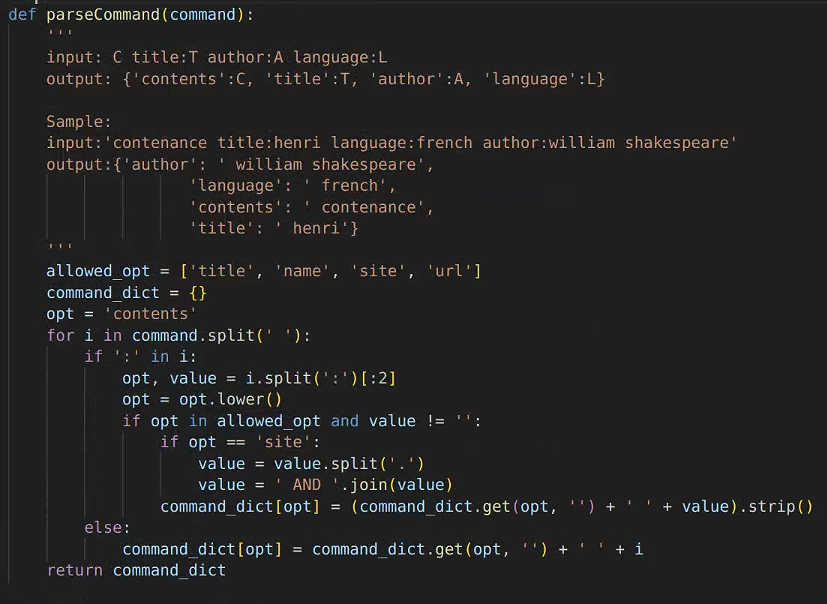 def parseCommand(command):
    '''
    input: C title:T author:A language:L
    output: {'contents':C, 'title':T, 'author':A, 'language':L}

    Sample:
    input:'contenance title:henri language:french author:william shakespeare'
    output:{'author': ' william shakespeare',
                   'language': ' french',
                   'contents': ' contenance',
                   'title': ' henri'}
    '''
    allowed_opt = ['title', 'name', 'site', 'url']
    command_dict = {}
    opt = 'contents'
    for i in command.split(' '):
        if ':' in i:
            opt, value = i.split(':')[:2]
            opt = opt.lower()
            if opt in allowed_opt and value != '':
                if opt == 'site':
                    value = value.split('.')
                    value = ' AND '.join(value)
                command_dict[opt] = (command_dict.get(opt, '') + ' ' + value).strip()
        else:
            command_dict[opt] = command_dict.get(opt, '') + ' ' + i
    return command_dict